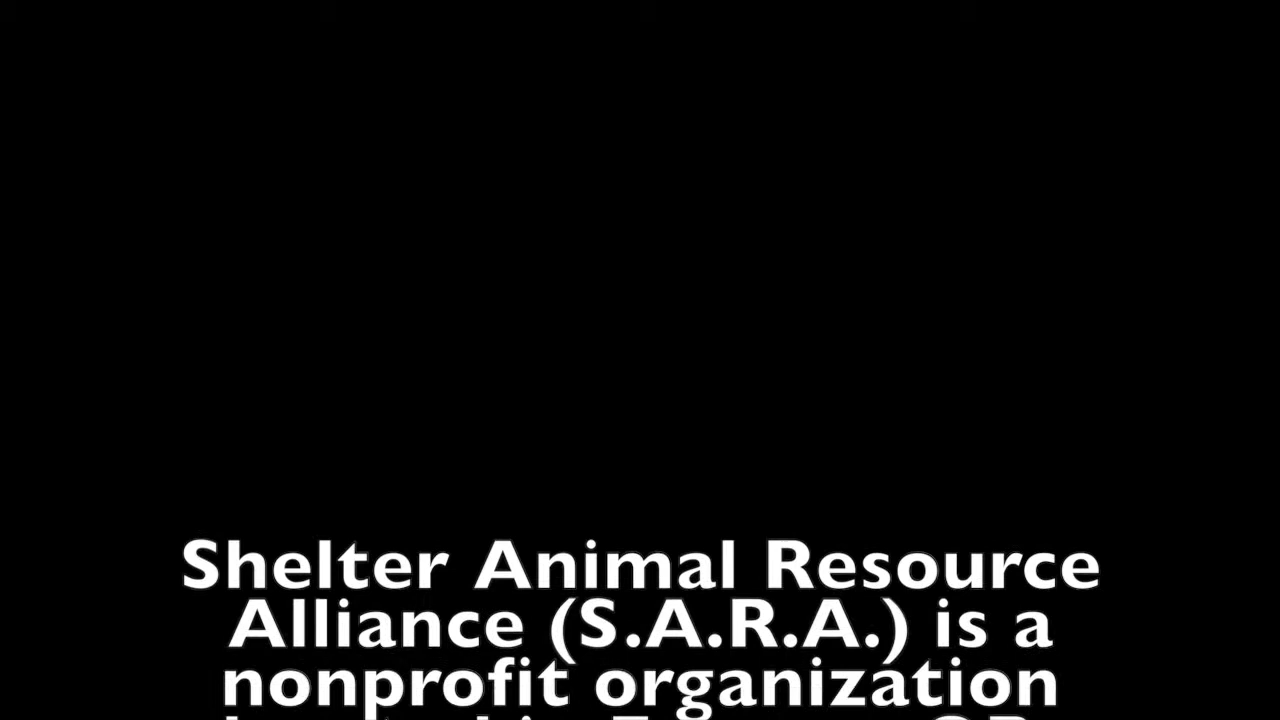 Shelter Animal Resource
Alliance (S.A.R.A.) is a
nonprofit organization